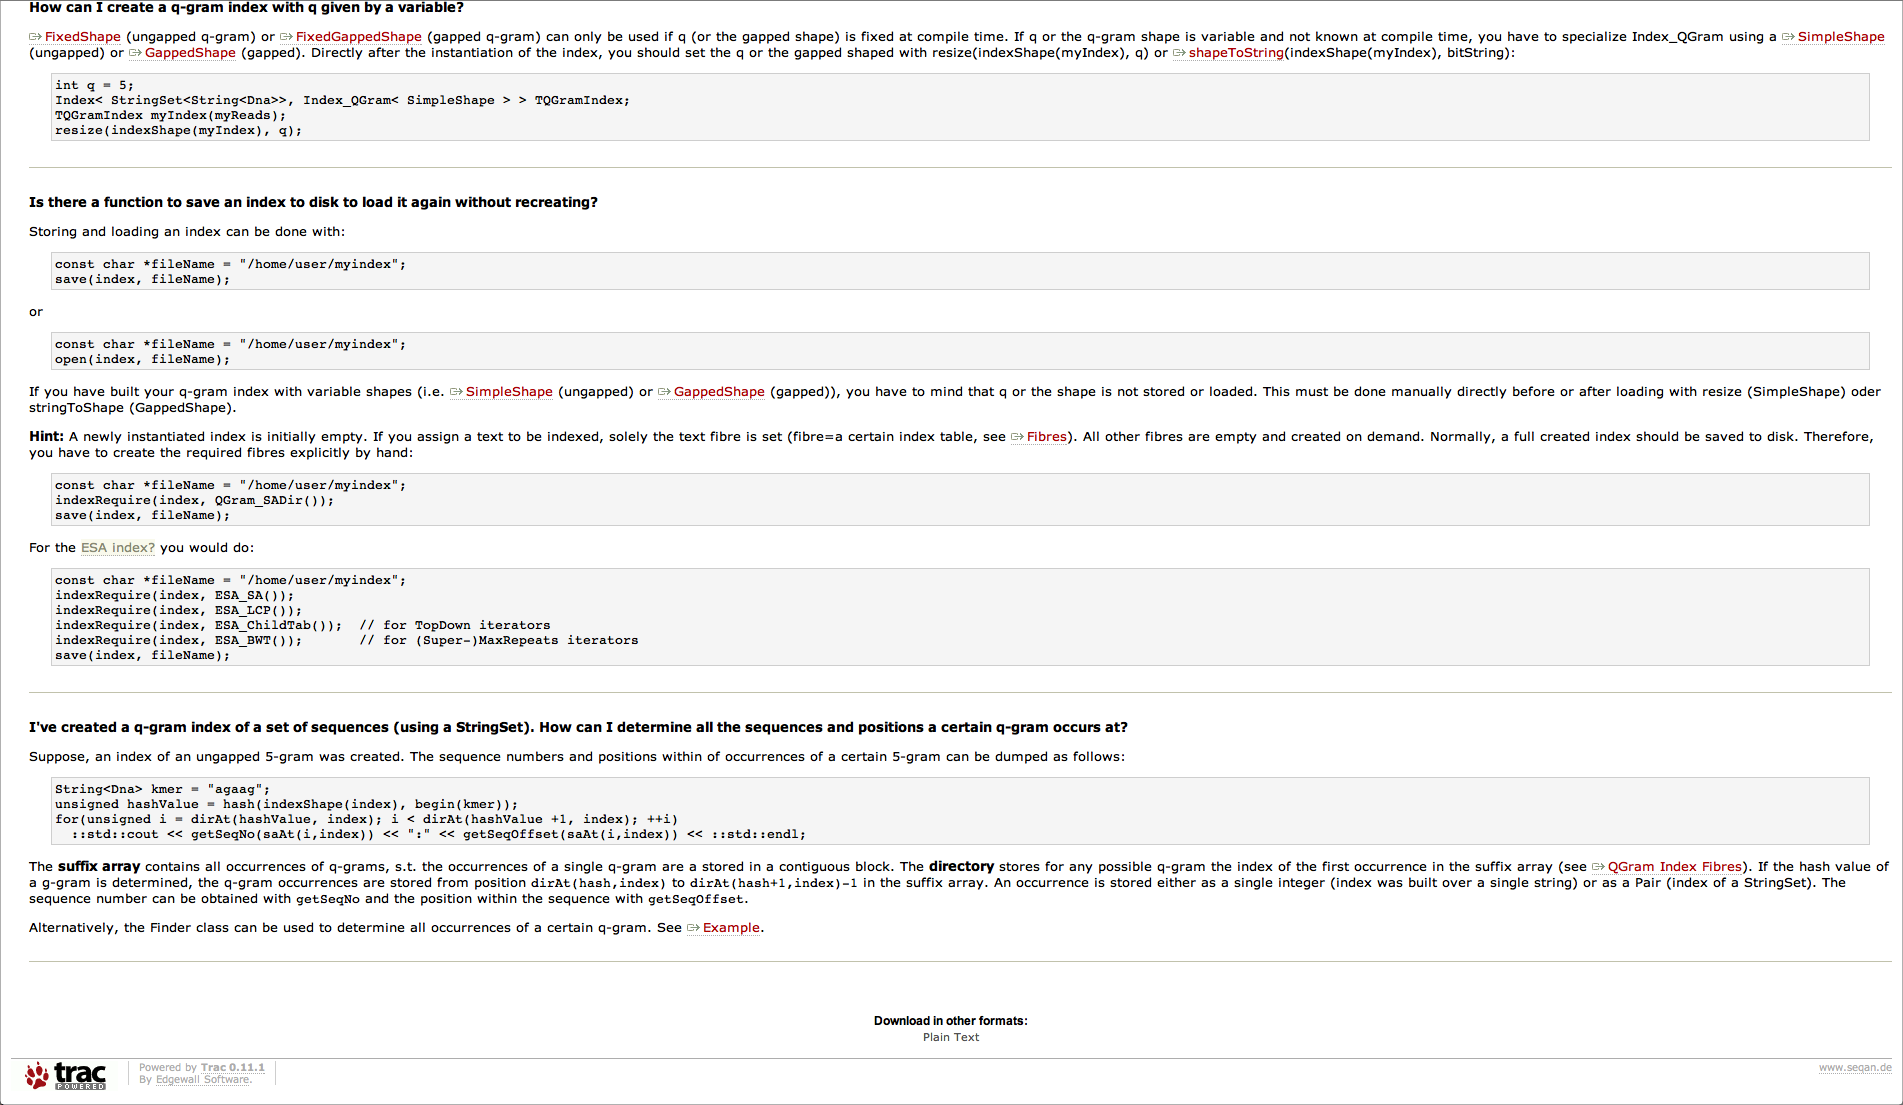 How can I create a q-gram index with q given by a variable?
FixedShape (ungapped q-gram) or FixedGappedShape (gapped q-gram) can only be used if q (or the gapped shape) is fixed at compile time. If q or the q-gram shape is variable and not known at compile time, you have to specialize Index_QGram using a SimpleShape
(ungapped) or GappedShape (gapped). Directly after the instantiation of the index, you should set the q or the gapped shaped with resize(indexShape(myIndex), q) or shapeToString(indexShape(myIndex), bitString):
int q = 5;
Index< StringSet<String<Dna>>, Index_QGram< SimpleShape > > TQGramIndex;
TQGramIndex myIndex(myReads);
resize(indexShape(myIndex), q);
Is there a function to save an index to disk to load it again without recreating?
Storing and loading an index can be done with:
const char *fileName = "/home/user/myindex";
save(index, fileName);
or
const char *fileName = "/home/user/myindex";
open(index, fileName);
If you have built your q-gram index with variable shapes (i.e. SimpleShape (ungapped) or GappedShape (gapped)), you have to mind that q or the shape is not stored or loaded. This must be done manually directly before or after loading with resize (SimpleShape) oder
stringToShape (GappedShape).
Hint: A newly instantiated index is initially empty. If you assign a text to be indexed, solely the text fibre is set (fibre=a certain index table, see Fibres). All other fibres are empty and created on demand. Normally, a full created index should be saved to disk. Therefore,
you have to create the required fibres explicitly by hand:
const char *fileName = "/home/user/myindex";
indexRequire(index, QGram_SADir());
save(index, fileName);
For the ESA index? you would do:
const char *fileName = "/home/user/myindex";
indexRequire(index, ESA_SA());
indexRequire(index, ESA_LCP());
indexRequire(index, ESA_ChildTab());  // for TopDown iterators
indexRequire(index, ESA_BWT());       // for (Super-)MaxRepeats iterators
save(index, fileName);
I've created a q-gram index of a set of sequences (using a StringSet). How can I determine all the sequences and positions a certain q-gram occurs at?
Suppose, an index of an ungapped 5-gram was created. The sequence numbers and positions within of occurrences of a certain 5-gram can be dumped as follows:
String<Dna> kmer = "agaag";
unsigned hashValue = hash(indexShape(index), begin(kmer));
for(unsigned i = dirAt(hashValue, index); i < dirAt(hashValue +1, index); ++i)
  ::std::cout << getSeqNo(saAt(i,index)) << ":" << getSeqOffset(saAt(i,index)) << ::std::endl;
The suffix array contains all occurrences of q-grams, s.t. the occurrences of a single q-gram are a stored in a contiguous block. The directory stores for any possible q-gram the index of the first occurrence in the suffix array (see QGram Index Fibres). If the hash value of
a g-gram is determined, the q-gram occurrences are stored from position dirAt(hash,index) to dirAt(hash+1,index)-1 in the suffix array. An occurrence is stored either as a single integer (index was built over a single string) or as a Pair (index of a StringSet). The
sequence number can be obtained with getSeqNo and the position within the sequence with getSeqOffset.
Alternatively, the Finder class can be used to determine all occurrences of a certain q-gram. See Example.
Download in other formats:
Plain Text
trac
POWERED
Powered by Trac 0.11.1
By Edgewall Software.
www.seqan.de